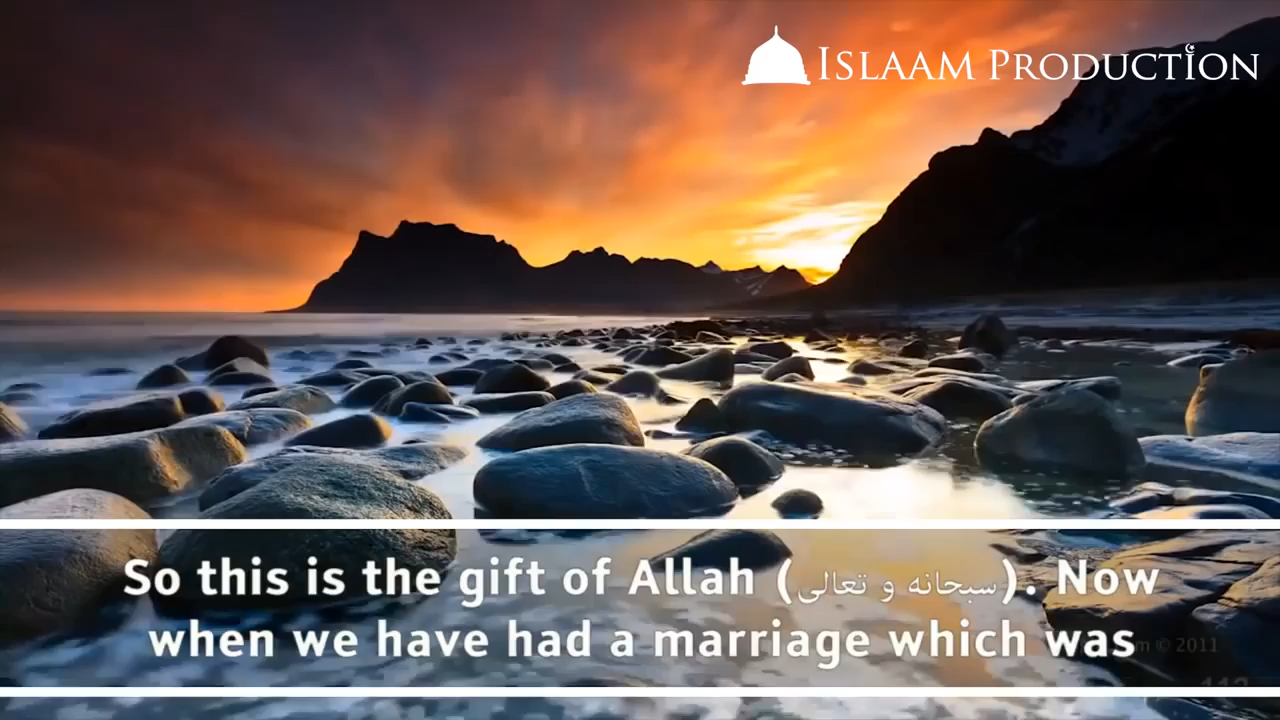 ISLAAM PRODUCTION
So this is the gift of Allah (سبحانه و تعالى). Now
when we have had a marriage which was
© 2011